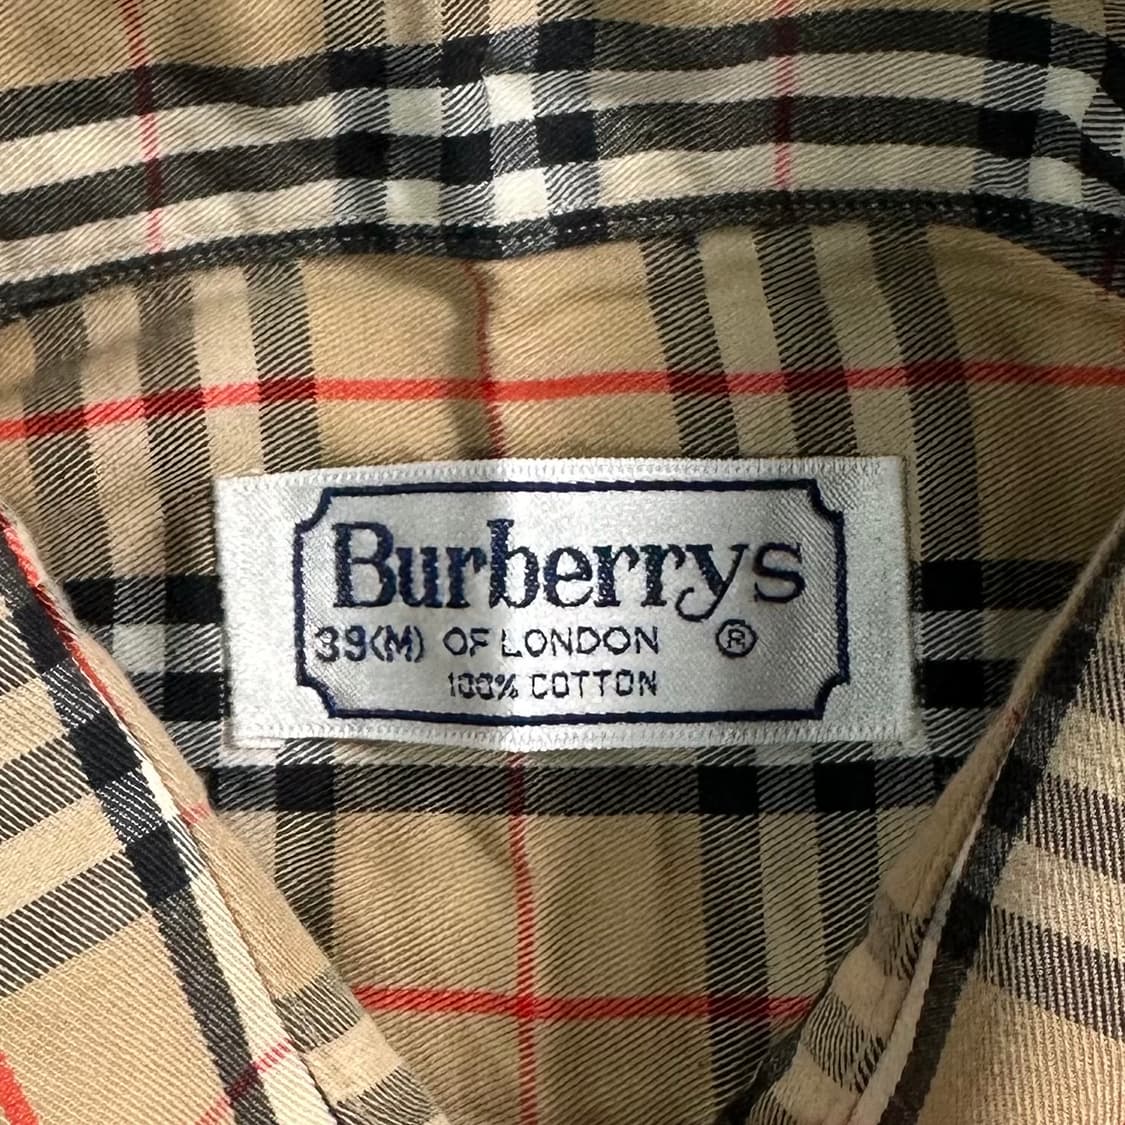 Burberrys
39(M) OF LONDON ®
100% COTTON